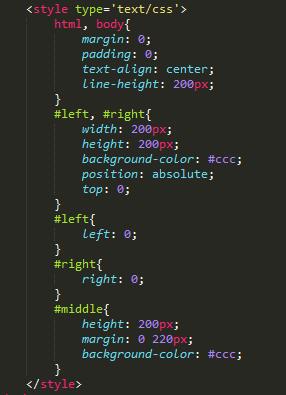 <style type='text/css'>
html, body{
margin: 0;
padding: 0;
text-align: center;
line-height: 200px;
}
#left, #right{
width: 200px;
height: 200px;
background-color: #ccc;
position: absolute;
top: 0;
}
#left{
left: 0;
}
#right{
right: 0;
}
#middle{
height: 200px;
margin: 0 220px;
background-color: #ccc;
}
</style>